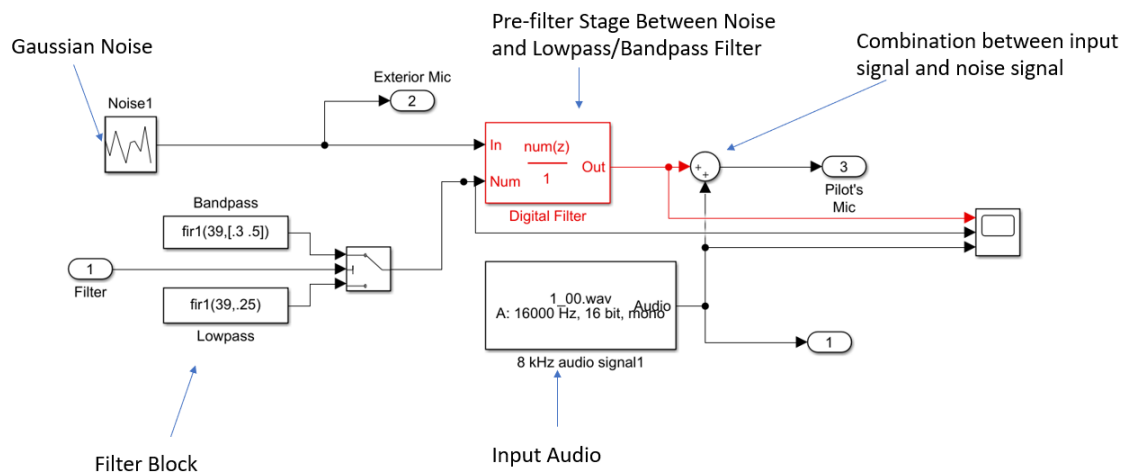 Pre-filter Stage Between Noise
and Lowpass/Bandpass Filter
Gaussian Noise
Combination between input
signal and noise signal
Exterior Mic
2
Noise1
In
num(z)
1
Out
Num
Digital Filter
+
+
3
Pilot's
Mic
Bandpass
fir1(39,[.3 .5])
1
Filter
fir1(39,.25)
Lowpass
1_00.wav
Audio
A: 16000 Hz, 16 bit, mono
8 kHz audio signal1
1
Filter Block
Input Audio